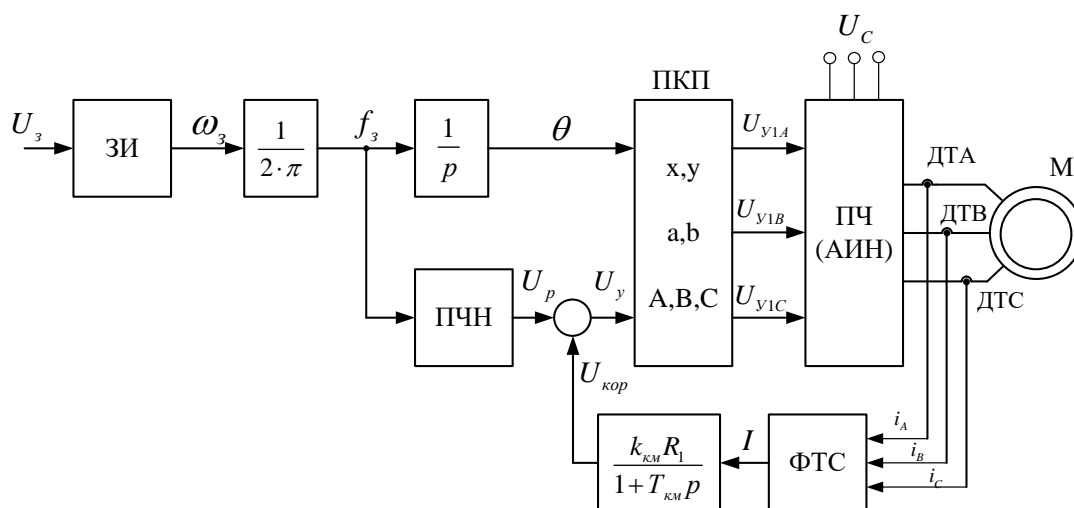 U_C
ПКП
U_з
ЗИ
ω_з
1
2·π
f_з
1
p
θ
x,y
a,b
A,B,C
U_У1A
U_У1B
U_У1C
ПЧ
(АИН)
ДТА
ДТВ
ДТС
М
ПЧН
U_p
U_y
U_кор
k_км R_1
1+T_км p
I
ФТС
i_A
i_B
i_C